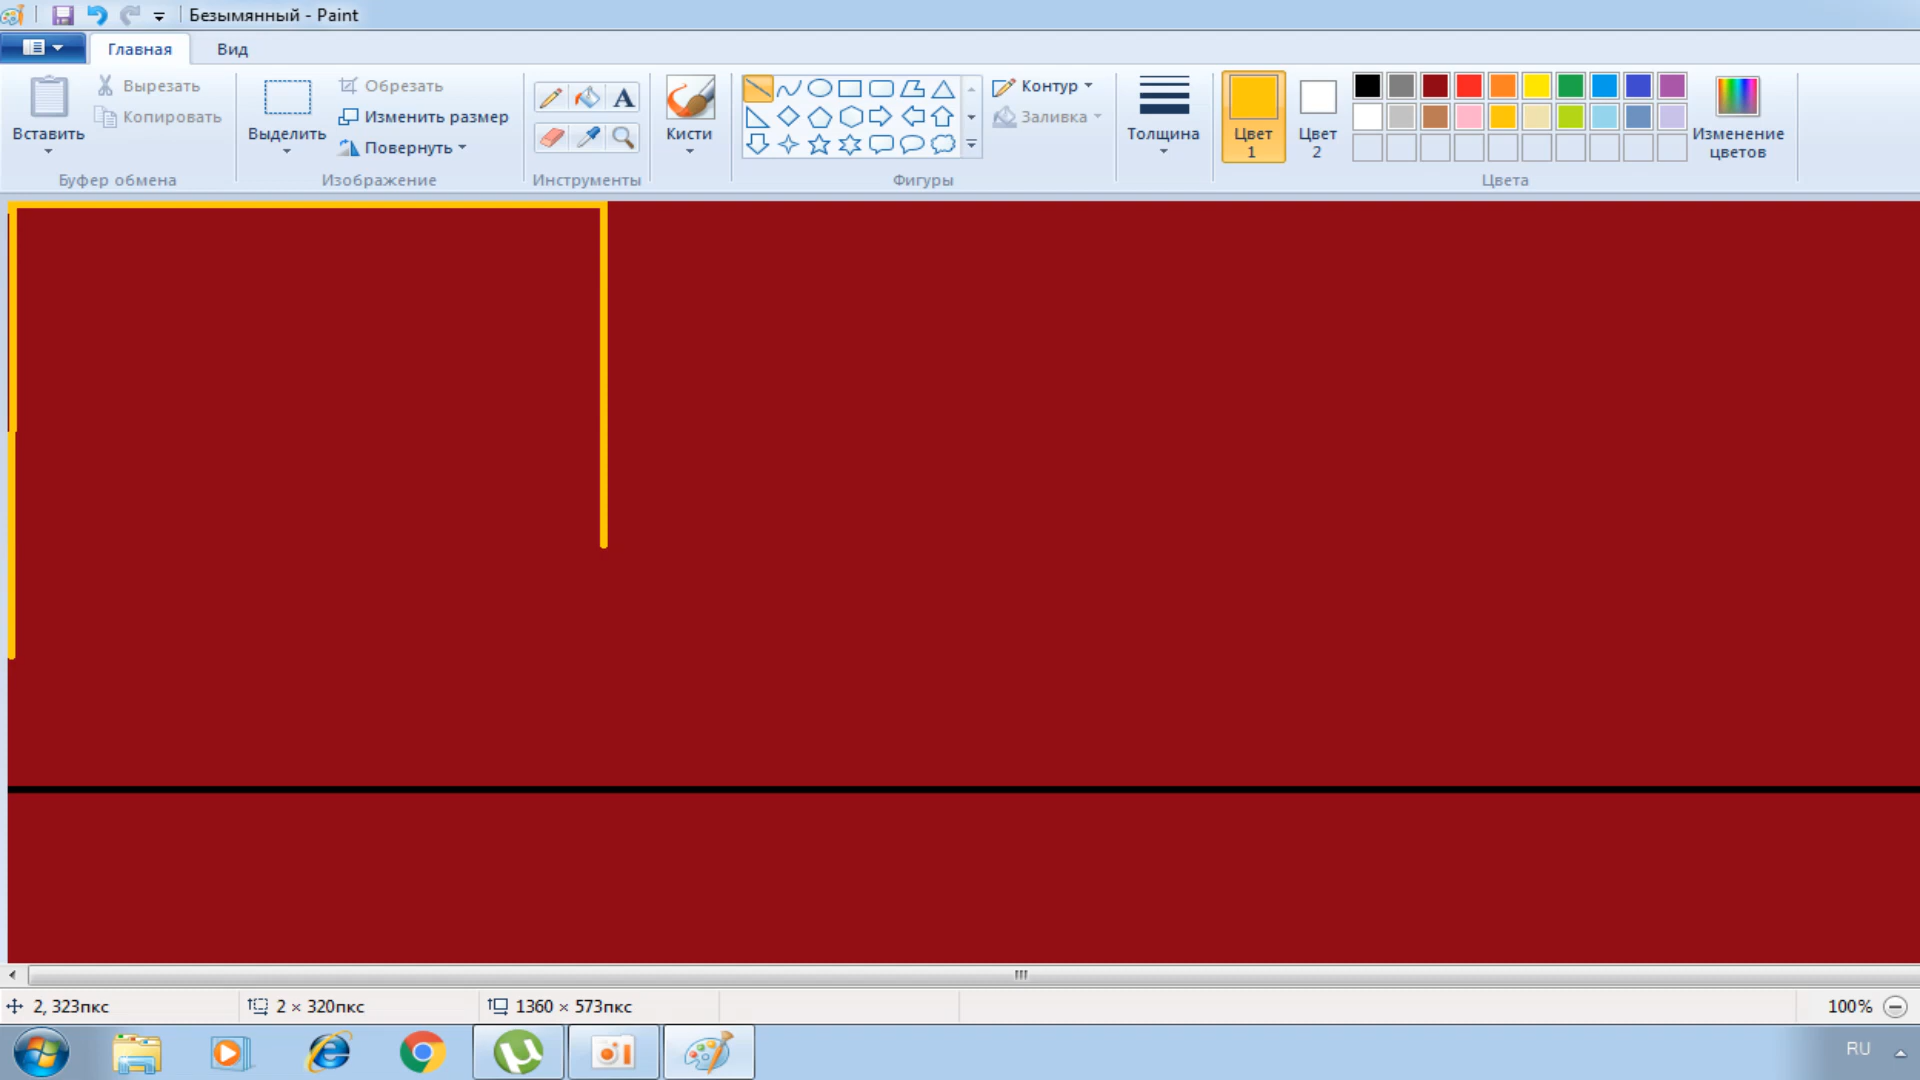 Безымянный - Paint
Главная Вид
Вставить
Вырезать
Копировать
Буфер обмена
Выделить
Обрезать
Изменить размер
Повернуть
Изображение
A
Инструменты
Кисти
Контур
Заливка
Фигуры
Толщина
Цвет
1
Цвет
2
Изменение
цветов
Цвета
2, 323пкс 2 × 320пкс 1360 × 573пкс 100%
RU